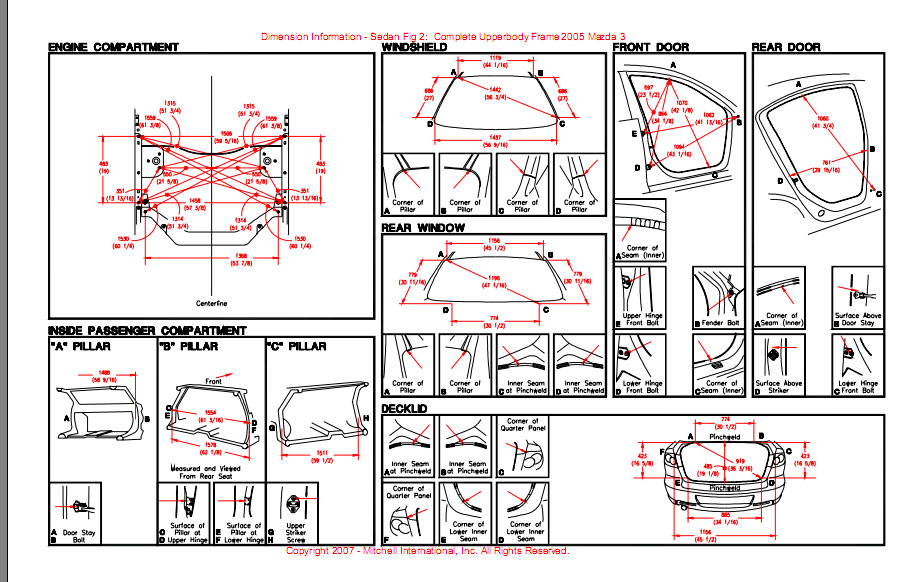 Dimension Information - Sedan Fig 2: Complete Upperbody Frame 2005 Mazda 3
ENGINE COMPARTMENT
1315
(51 3/4)
1315
(51 3/4)
1559
(61 3/8)
1559
(61 3/8)
1506
(59 5/16)
483
(19)
483
(19)
550
(21 5/8)
550
(21 5/8)
351
(13 13/16)
351
(13 13/16)
1458
(57 3/8)
1314
(51 3/4)
1314
(51 3/4)
1530
(60 1/4)
1530
(60 1/4)
1368
(53 7/8)
Centerline
WINDSHIELD
1119
(44 1/16)
A
B
686
(27)
1442
(56 3/4)
686
(27)
D
C
1437
(56 9/16)
Corner of
A Pillar
Corner of
B Pillar
Corner of
C Pillar
Corner of
D Pillar
REAR WINDOW
1156
(45 1/2)
A
B
779
(30 11/16)
1196
(47 1/16)
779
(30 11/16)
D
C
774
(30 1/2)
Corner of
A Pillar
Corner of
B Pillar
Inner Seam
C at Pinchweld
Inner Seam
D at Pinchweld
FRONT DOOR
A
597
(23 1/2)
1070
(42 1/8)
866
(34 1/8)
1062
(41 13/16)
B
E
1094
(43 1/16)
D
C
Corner of
A Seam (Inner)
Upper Hinge
E Front Bolt
B Fender Bolt
Lower Hinge
D Front Bolt
Corner of
C Seam (Inner)
REAR DOOR
A
1060
(41 3/4)
B
761
(29 15/16)
D
C
Corner of
A Seam (Inner)
Surface Above
B Door Stay
Surface Above
D Striker
Lower Hinge
C Front Bolt
INSIDE PASSENGER COMPARTMENT
"A" PILLAR
1488
(58 9/16)
A
B
A Door Stay
Bolt
"B" PILLAR
Front
C
E
1554
(61 3/16)
D
F
1578
(62 1/8)
Measured and Viewed
From Rear Seat
Surface of
C Pillar at
D Upper Hinge
Surface of
E Pillar at
F Lower Hinge
"C" PILLAR
G
H
1511
(59 1/2)
Upper
G Striker
H Screw
DECKLID
Inner Seam
A at Pinchweld
Inner Seam
B at Pinchweld
Corner of
Quarter Panel
C
Corner of
Quarter Panel
F
Corner of
Lower Inner
E Seam
Corner of
Lower Inner
D Seam
774
(30 1/2)
A
Pinchweld
B
423
(16 5/8)
F
C
423
(16 5/8)
485
(19 1/8)
919
(36 3/16)
E
D
Pinchweld
865
(34 1/16)
1156
(45 1/2)
Copyright 2007 - Mitchell International, Inc. All Rights Reserved.